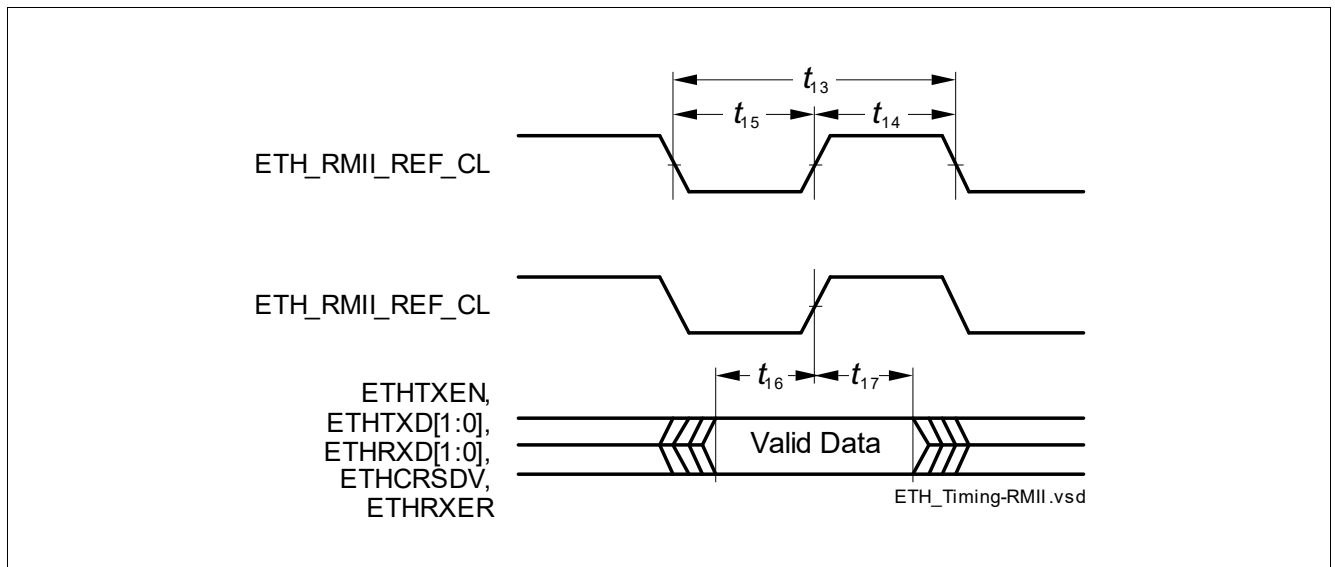 t13
t15 t14
ETH_RMII_REF_CL
ETH_RMII_REF_CL
t16 t17
ETHTXEN,
ETHTXD[1:0],
ETHRXD[1:0],
ETHCRSDV,
ETHRXER
Valid Data
ETH_Timing-RMII.vsd